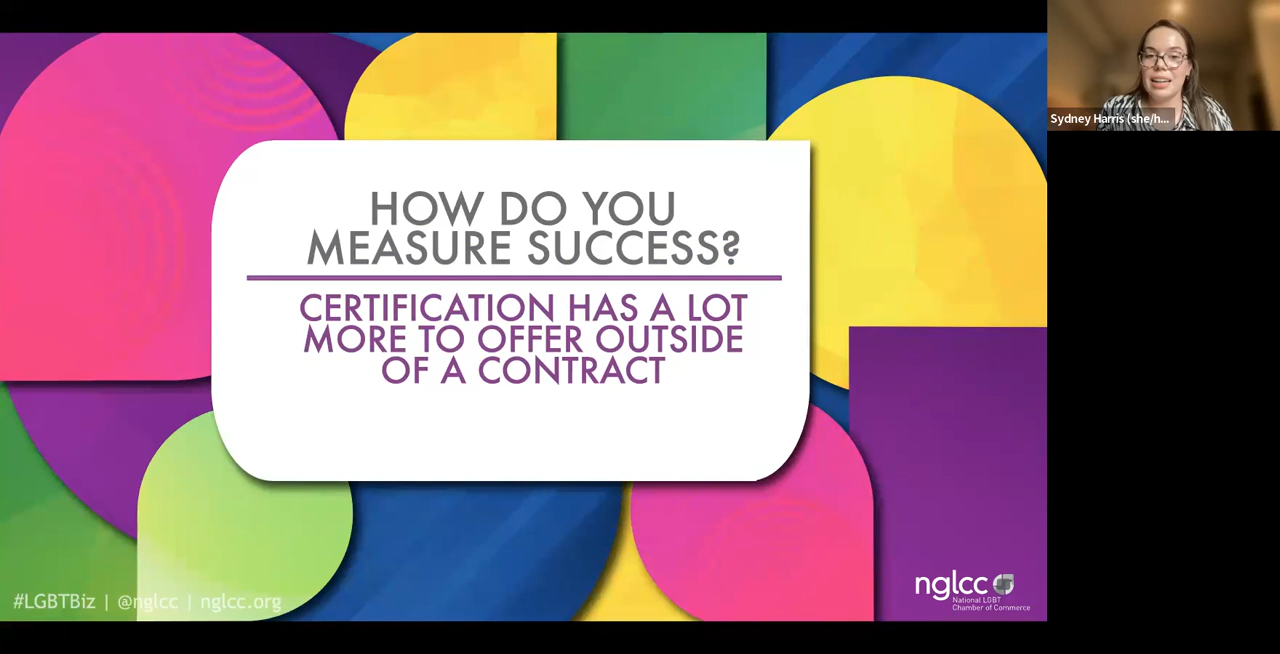 HOW DO YOU
MEASURE SUCCESS?
CERTIFICATION HAS A LOT
MORE TO OFFER OUTSIDE
OF A CONTRACT
Sydney Harris (she/h...
#LGBTBiz | @nglcc | nglcc.org
nglcc
National LGBT
Chamber of Commerce